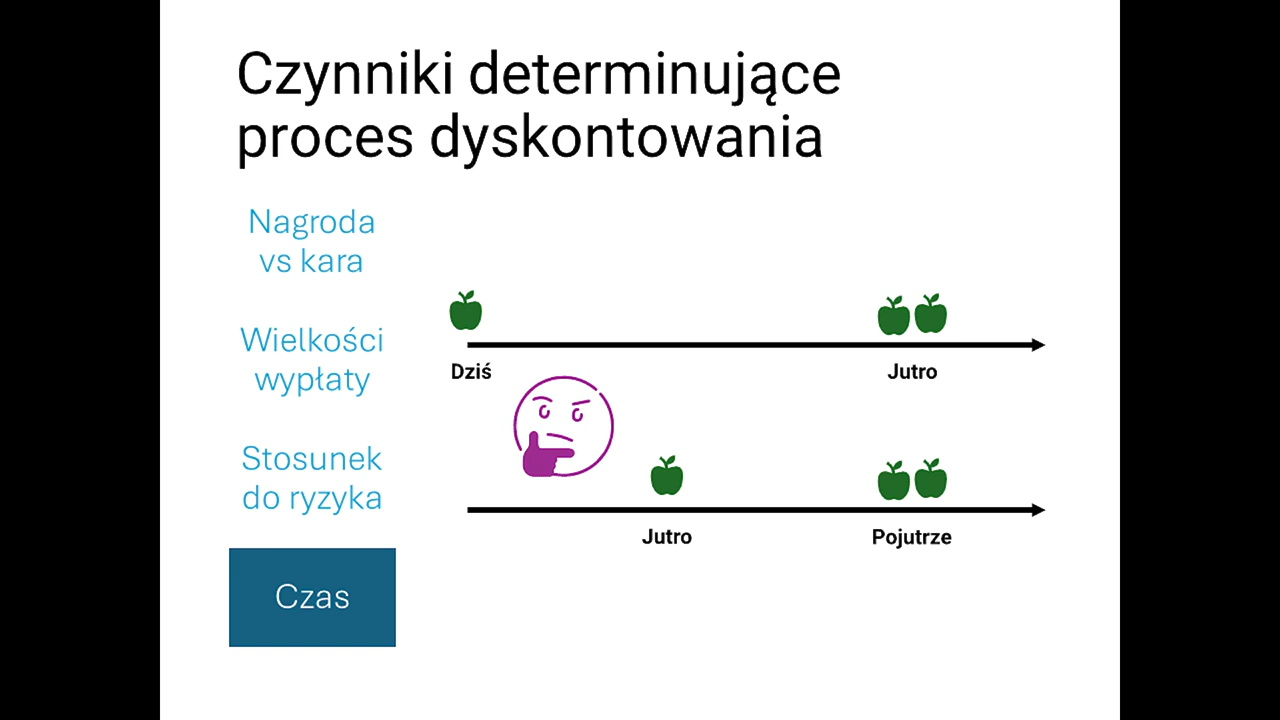 Czynniki determinujące
proces dyskontowania
Nagroda
vs kara
Wielkości
wypłaty
Stosunek
do ryzyka
Czas
Dziś
Jutro
Jutro
Pojutrze